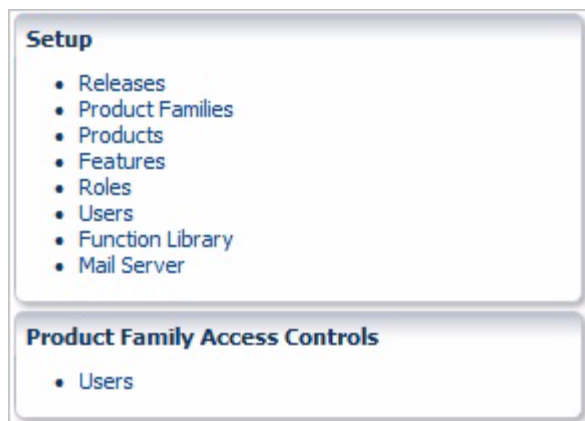 Setup
• Releases
• Product Families
• Products
• Features
• Roles
• Users
• Function Library
• Mail Server
Product Family Access Controls
• Users